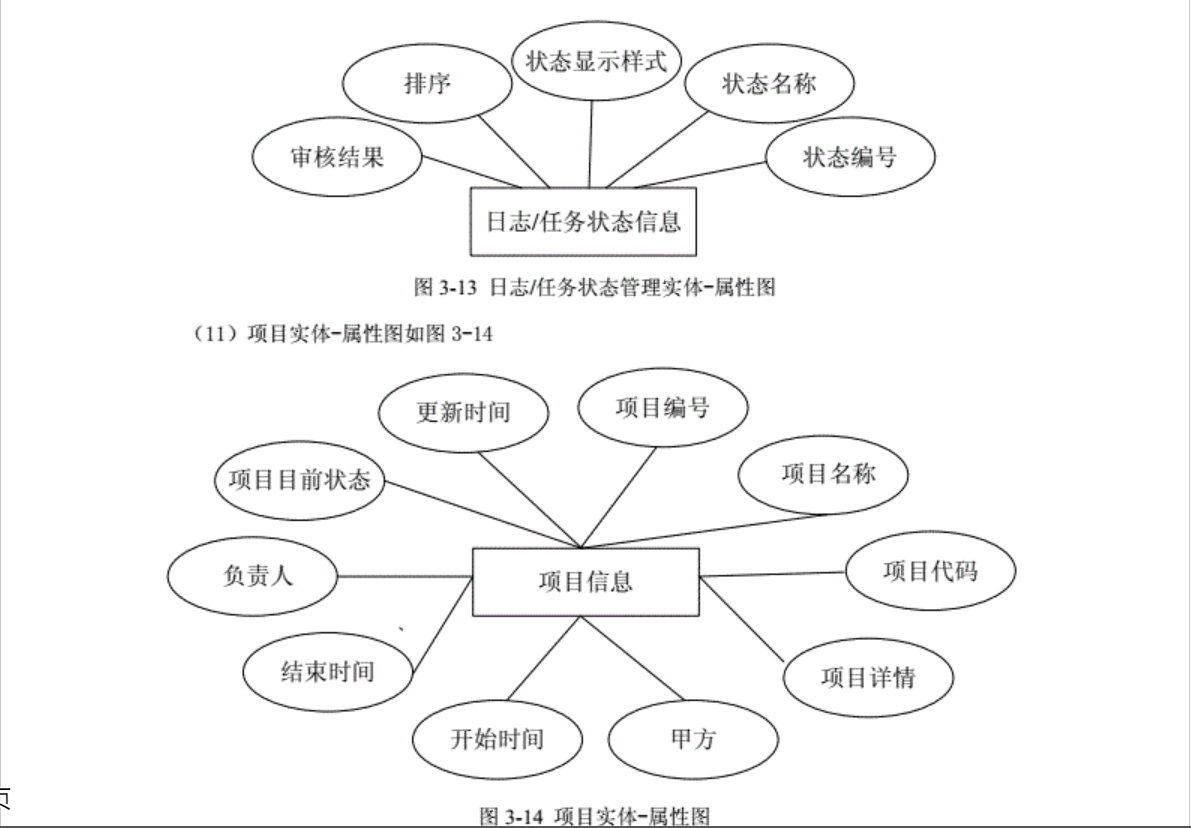 状态显示样式
排序
状态名称
审核结果
状态编号
日志/任务状态信息
图 3-13 日志/任务状态管理实体-属性图
（11）项目实体-属性图如图 3-14
更新时间
项目编号
项目目前状态
项目名称
负责人
项目信息
项目代码
结束时间
项目详情
开始时间
甲方
图 3-14 项目实体-属性图